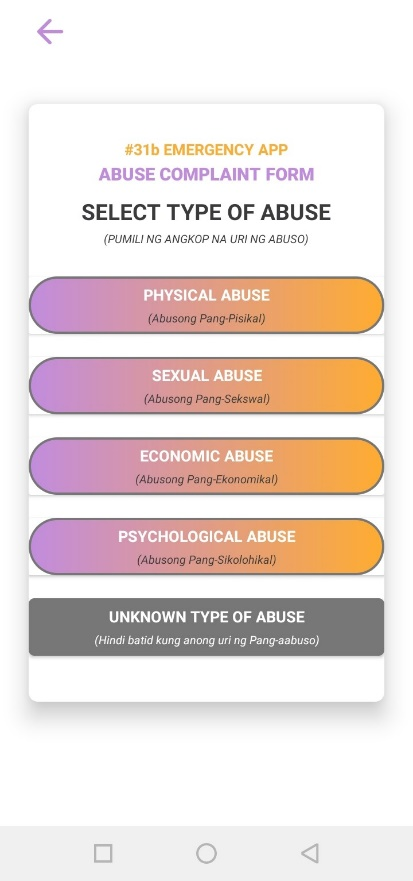 #31b EMERGENCY APP
ABUSE COMPLAINT FORM
SELECT TYPE OF ABUSE
(PUMILI NG ANGKOP NA URI NG ABUSO)
PHYSICAL ABUSE
(Abusong Pang-Pisikal)
SEXUAL ABUSE
(Abusong Pang-Sekswal)
ECONOMIC ABUSE
(Abusong Pang-Ekonomikal)
PSYCHOLOGICAL ABUSE
(Abusong Pang-Sikolohikal)
UNKNOWN TYPE OF ABUSE
(Hindi batid kung anong uri ng Pang-aabuso)